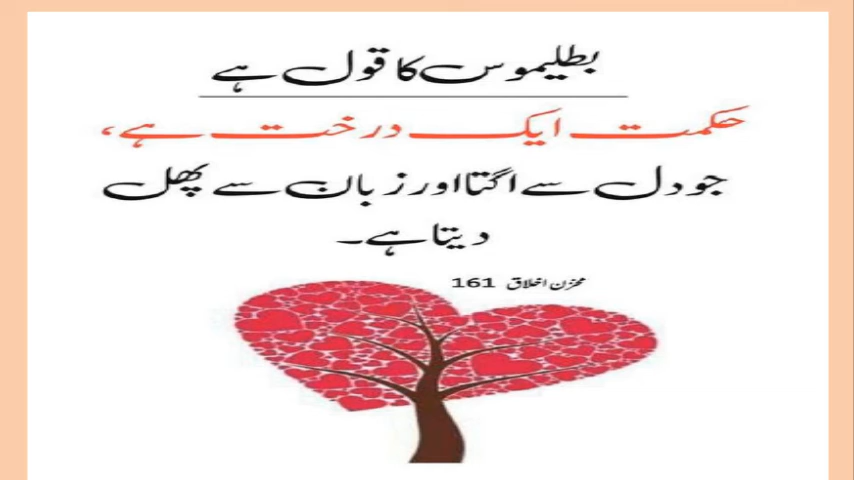 بطلیموس کا قول ہے
حکمت ایک درخت ہے،
جو دل سے اگتا اور زبان سے پھل
دیتا ہے۔
مخزن اخلاق 161